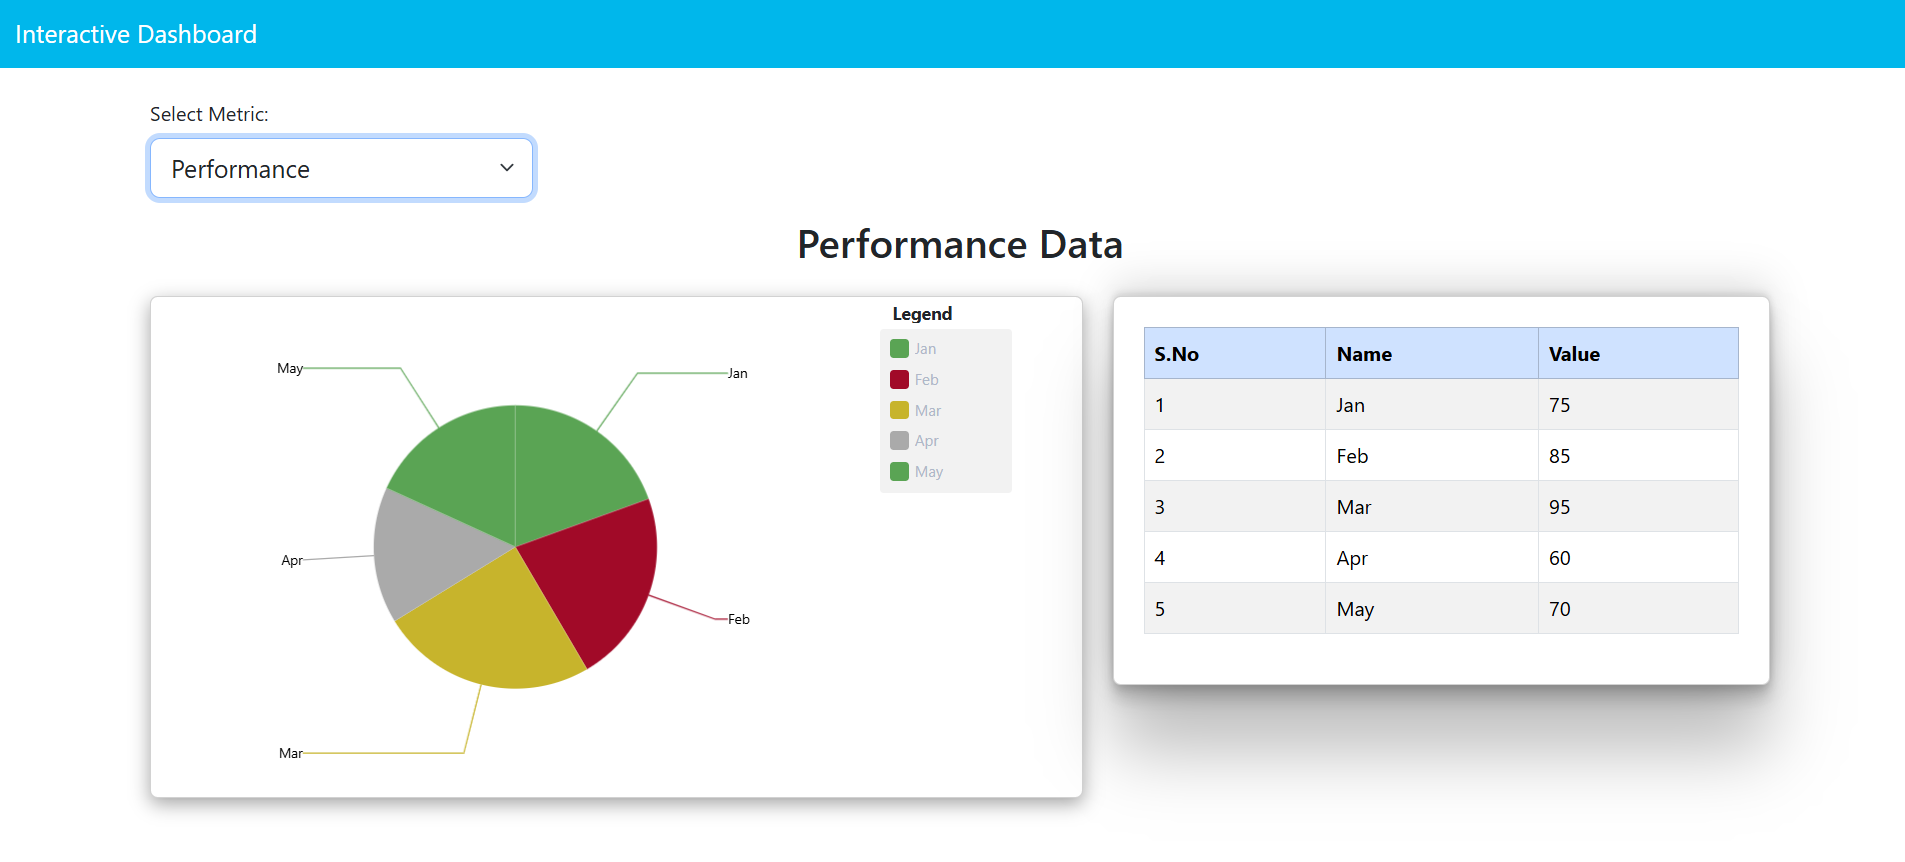 Interactive Dashboard
Select Metric:
Performance
Performance Data
May
Jan
Apr
Feb
Mar
Legend
Jan
Feb
Mar
Apr
May
S.No Name Value
1 Jan 75
2 Feb 85
3 Mar 95
4 Apr 60
5 May 70